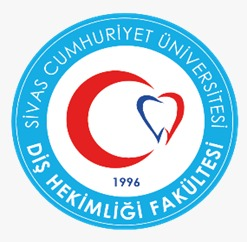 SİVAS CUMHURİYET ÜNİVERSİTESİ
DİŞ HEKİMLİĞİ FAKÜLTESİ
1996